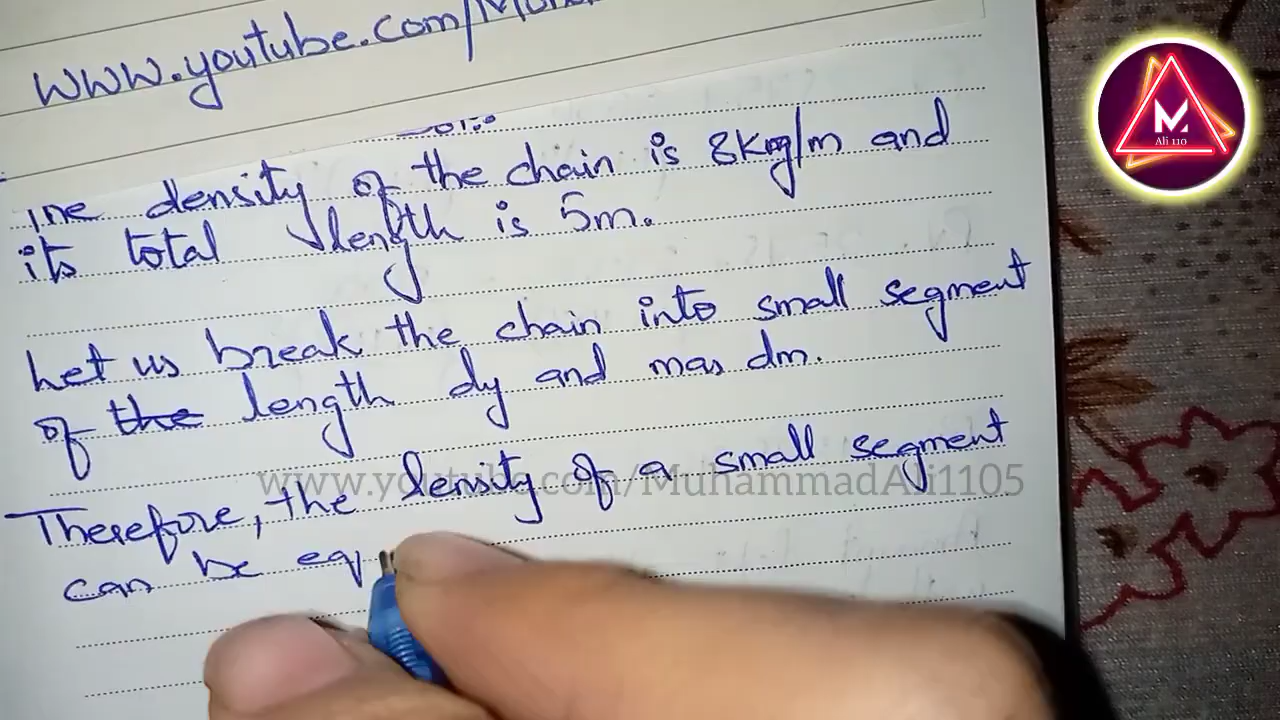 www.youtube.com/Muha
Sol:
The density of the chain is 8Kg/m and
its total length is 5m.
Let us break the chain into small segment
of the length dy and mas dm.
Therefore, the density of a small segment
can be eq
www.youtube.com/MuhammadAli1105
M
Ali 110